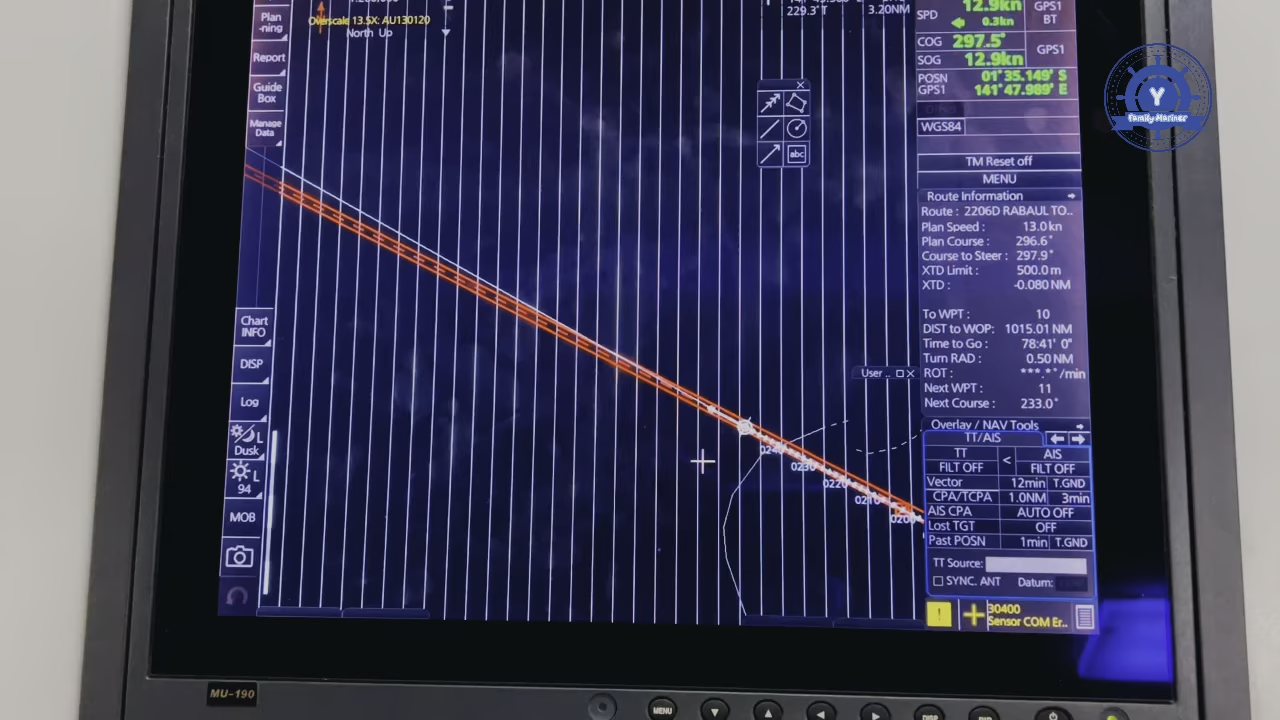 Plan
-ning
Report
Guide
Box
Manage
Data
Overscale 13.5X: AU130120
North Up
229.3°T
3.20NM
Chart
INFO
DISP
Log
L
Dusk
L
94
MOB
abc
User ..
0240
0230
0220
0210
0200
SPD 12.9kn GPS1
0.3kn BT
COG 297.5°
SOG 12.9kn GPS1
POSN 01°35.149' S
GPS1 141°47.989' E
WGS84
TM Reset off
MENU
Route Information
Route : 2206D RABAUL TO..
Plan Speed : 13.0kn
Plan Course : 296.6°
Course to Steer : 297.9°
XTD Limit : 500.0m
XTD : -0.080 NM
To WPT : 10
DIST to WOP: 1015.01 NM
Time to Go : 78:41' 0"
Turn RAD : 0.50 NM
ROT : ***.*°/min
Next WPT : 11
Next Course : 233.0°
Overlay / NAV Tools
TT/AIS
TT < AIS
FILT OFF FILT OFF
Vector 12min T.GND
CPA/TCPA 1.0NM 3min
AIS CPA AUTO OFF
Lost TGT OFF
Past POSN 1min T.GND
TT Source:
SYNC. ANT Datum:
30400
Sensor COM Er..
Y
Family Mariner
MU-190
MENU
DISP